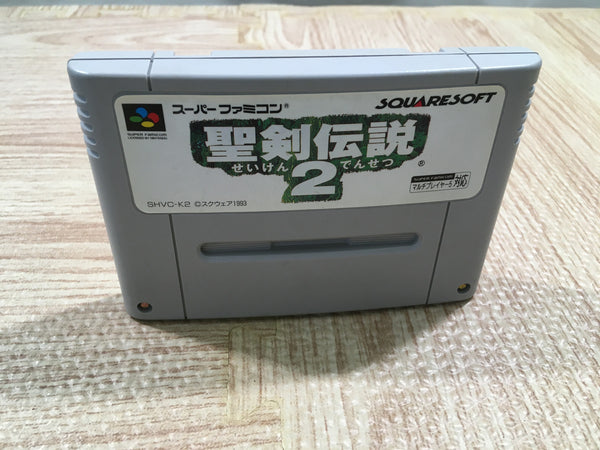 スーパーファミコン®
SQUARESOFT
SUPER Famicom
LICENSED BY NINTENDO
聖剣伝説
せいけん でんせつ
2
®
SUPER FAMICOM
マルチプレイヤー5 対応
SHVC-K2 ©スクウェア1993